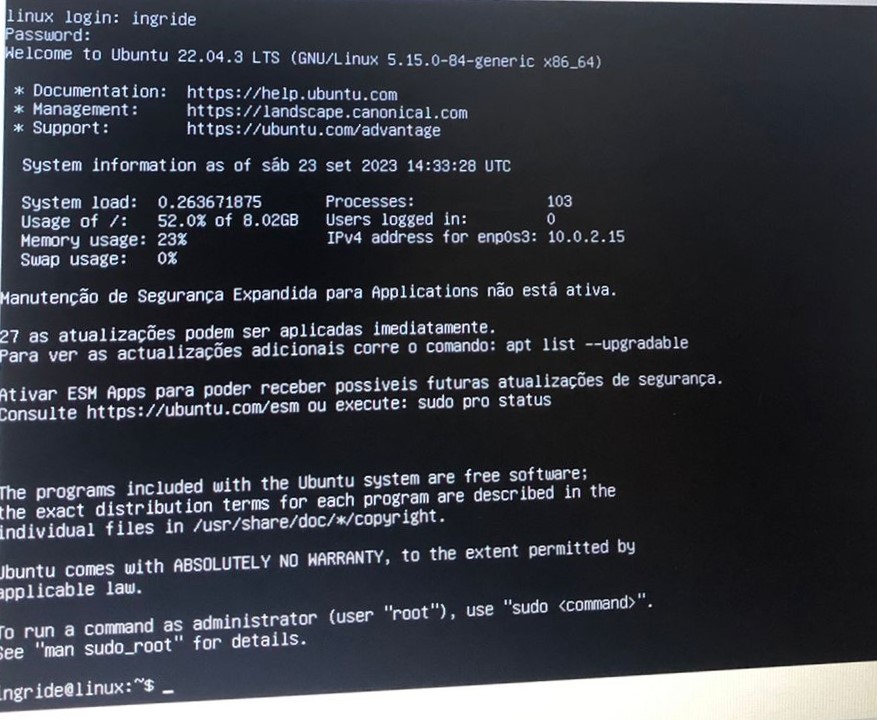 linux login: ingride
Password:
Welcome to Ubuntu 22.04.3 LTS (GNU/Linux 5.15.0-84-generic x86_64)
* Documentation: https://help.ubuntu.com
* Management: https://landscape.canonical.com
* Support: https://ubuntu.com/advantage
System information as of sáb 23 set 2023 14:33:28 UTC
System load: 0.263671875 Processes: 103
Usage of /: 52.0% of 8.02GB Users logged in: 0
Memory usage: 23% IPv4 address for enp0s3: 10.0.2.15
Swap usage: 0%
Manutenção de Segurança Expandida para Applications não está ativa.
27 as atualizações podem ser aplicadas imediatamente.
Para ver as actualizações adicionais corre o comando: apt list --upgradable
Ativar ESM Apps para poder receber possiveis futuras atualizações de segurança.
Consulte https://ubuntu.com/esm ou execute: sudo pro status
The programs included with the Ubuntu system are free software;
the exact distribution terms for each program are described in the
individual files in /usr/share/doc/*/copyright.
Ubuntu comes with ABSOLUTELY NO WARRANTY, to the extent permitted by
applicable law.
To run a command as administrator (user "root"), use "sudo <command>".
See "man sudo_root" for details.
ingride@linux:~$ _